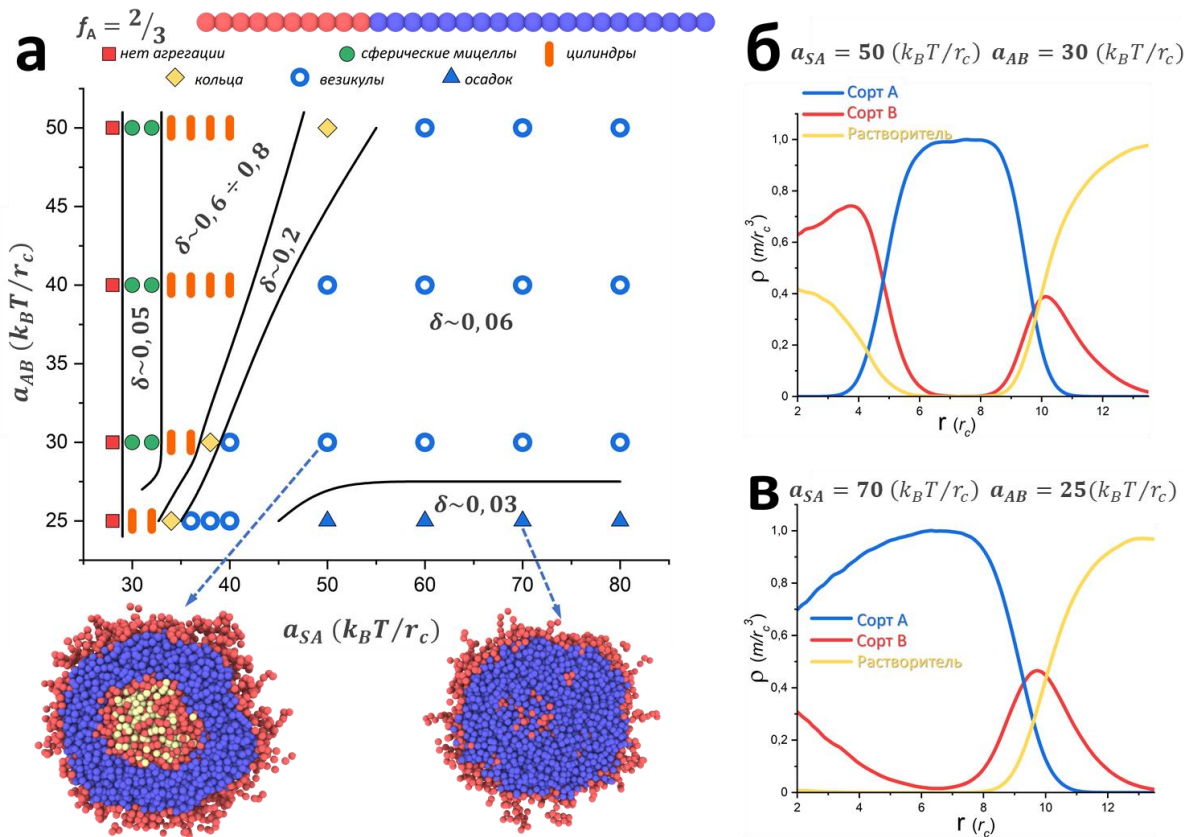 а
f_A = 2/3
нет агрегации
сферические мицеллы
цилиндры
кольца
везикулы
осадок
50
45
40
35
30
25
a_AB (k_BT/r_c)
δ~0,05
δ~0,6 ÷ 0,8
δ~0,2
δ~0,06
δ~0,03
30 40 50 60 70 80
a_SA (k_BT/r_c)
б
a_SA = 50 (k_BT/r_c) a_AB = 30 (k_BT/r_c)
Сорт А
Сорт В
Растворитель
1,0
0,8
0,6
0,4
0,2
0,0
ρ (m/r_c^3)
2 4 6 8 10 12
r (r_c)
в
a_SA = 70 (k_BT/r_c) a_AB = 25(k_BT/r_c)
1,0
0,8
0,6
0,4
0,2
0,0
ρ (m/r_c^3)
Сорт А
Сорт В
Растворитель
2 4 6 8 10 12
r (r_c)